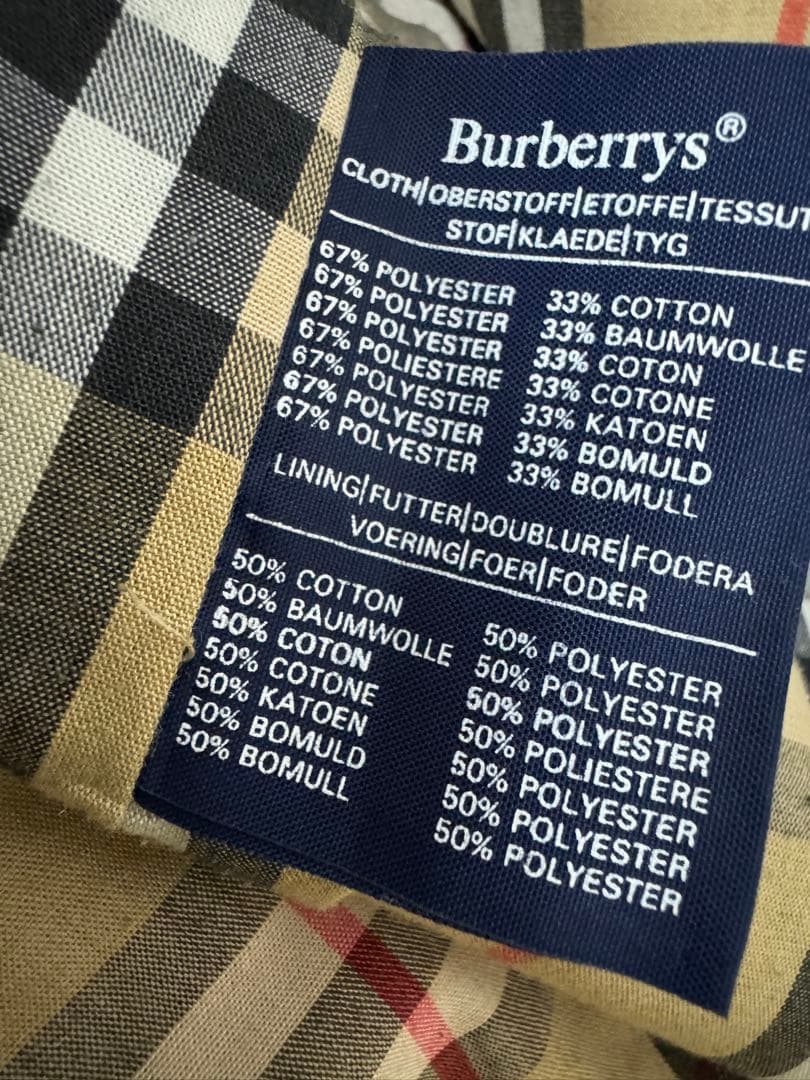 Burberrys®
CLOTH|OBERSTOFF|ETOFFE|TESSUT
STOF|KLAEDE|TYG
67% POLYESTER 33% COTTON
67% POLYESTER 33% BAUMWOLLE
67% POLYESTER 33% COTON
67% POLIESTERE 33% COTONE
67% POLYESTER 33% KATOEN
67% POLYESTER 33% BOMULD
67% POLYESTER 33% BOMULL
LINING|FUTTER|DOUBLURE|FODERA
VOERING|FOER|FODER
50% COTTON 50% POLYESTER
50% BAUMWOLLE 50% POLYESTER
50% COTON 50% POLYESTER
50% COTONE 50% POLIESTERE
50% KATOEN 50% POLYESTER
50% BOMULD 50% POLYESTER
50% BOMULL 50% POLYESTER